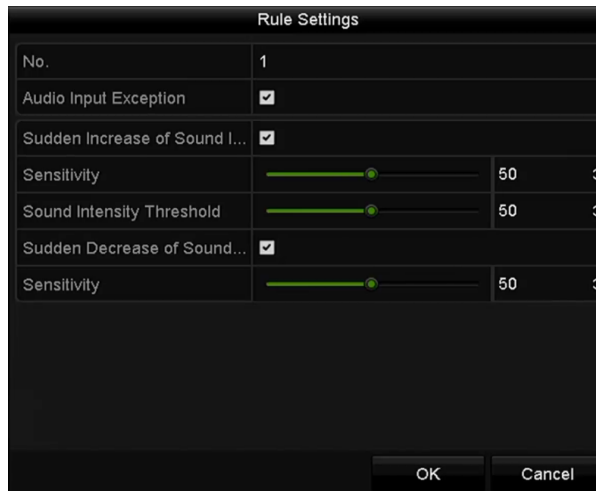 Rule Settings
No. 1
Audio Input Exception
Sudden Increase of Sound I...
Sensitivity 50
Sound Intensity Threshold 50
Sudden Decrease of Sound...
Sensitivity 50
OK Cancel